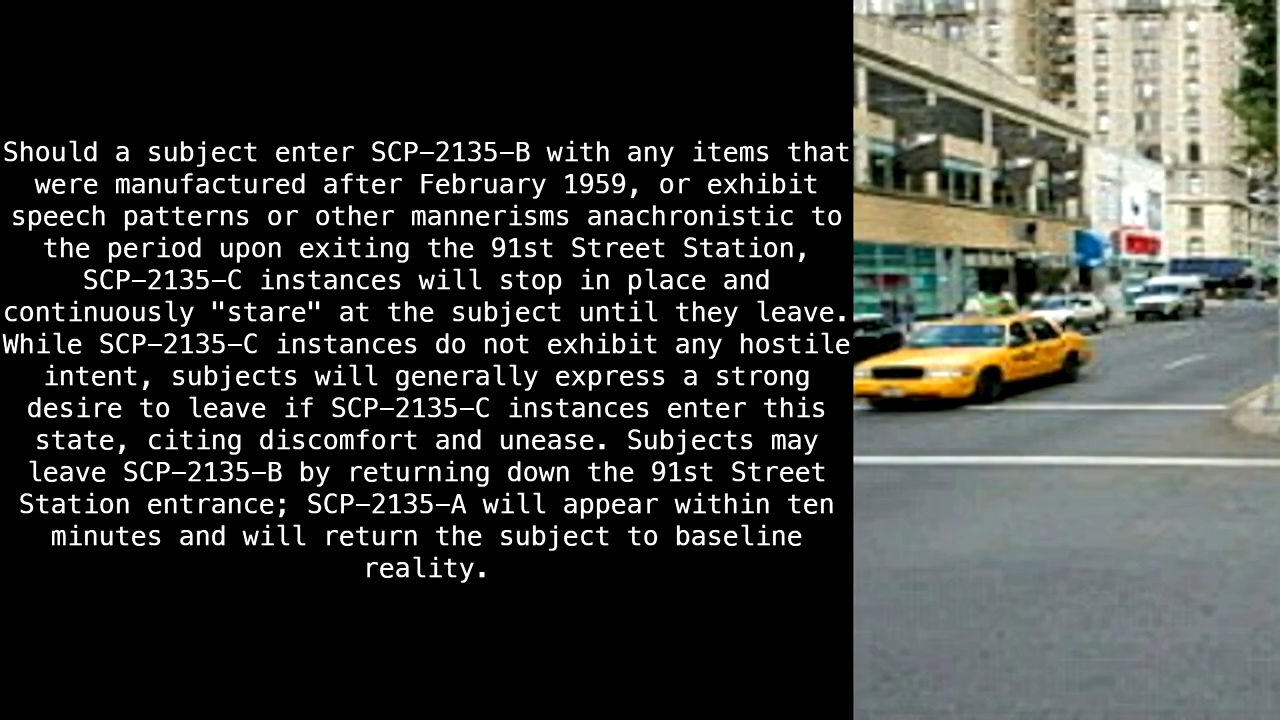 Should a subject enter SCP–2135–B with any items that
were manufactured after February 1959, or exhibit
speech patterns or other mannerisms anachronistic to
the period upon exiting the 91st Street Station,
SCP–2135–C instances will stop in place and
continuously "stare" at the subject until they leave.
While SCP–2135–C instances do not exhibit any hostile
intent, subjects will generally express a strong
desire to leave if SCP–2135–C instances enter this
state, citing discomfort and unease. Subjects may
leave SCP–2135–B by returning down the 91st Street
Station entrance; SCP–2135–A will appear within ten
minutes and will return the subject to baseline
reality.